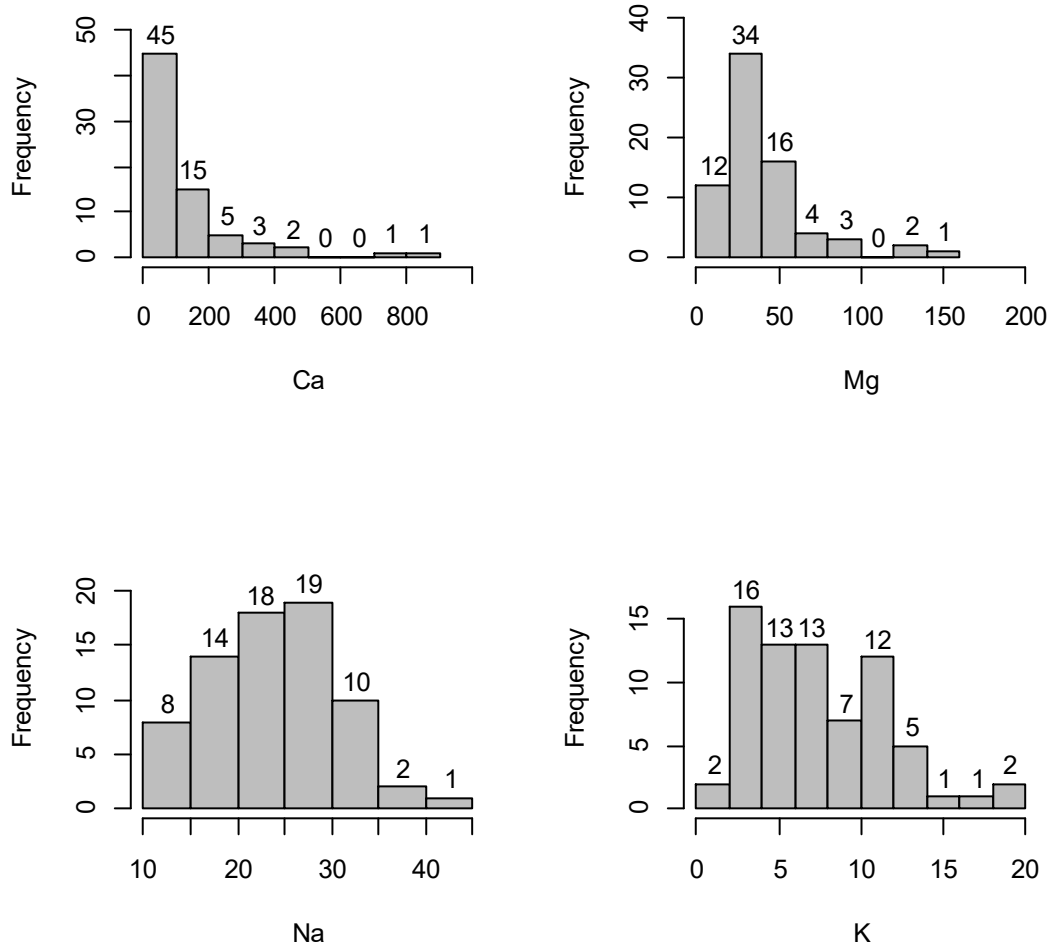 Frequency
0 10 30 50
45 15 5 3 2 0 0 1 1
0 200 400 600 800
Ca
Frequency
0 10 20 30 40
12 34 16 4 3 0 2 1
0 50 100 150 200
Mg
Frequency
0 5 10 15 20
8 14 18 19 10 2 1
10 20 30 40
Na
Frequency
0 5 10 15
2 16 13 13 7 12 5 1 1 2
0 5 10 15 20
K